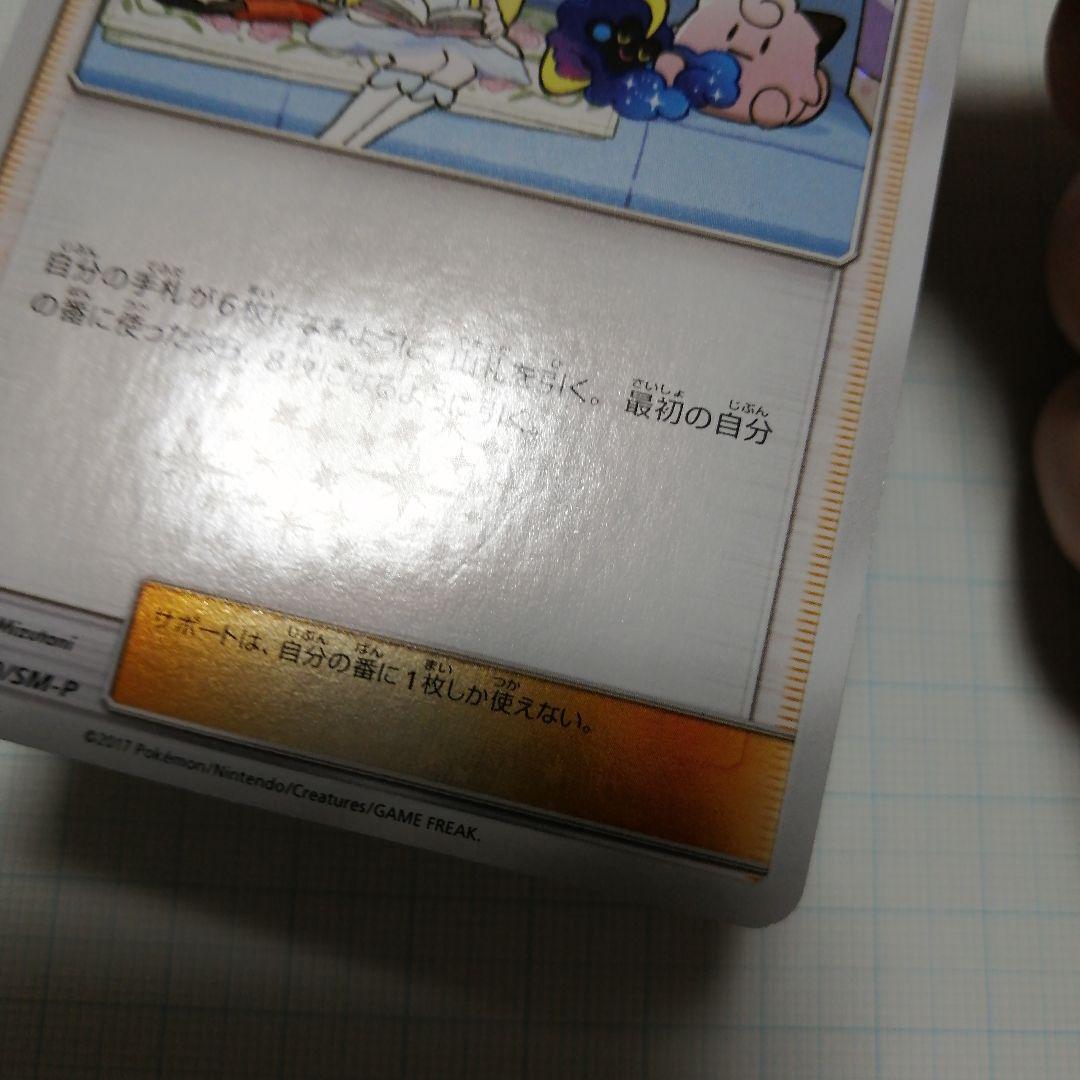 自分の手札が6枚になるように、山札を引く。最初の自分
の番に使ったなら、8枚になるように引く。
Mizutani
/SM-P
サポートは、自分の番に1枚しか使えない。
©2017 Pokémon/Nintendo/Creatures/GAME FREAK.